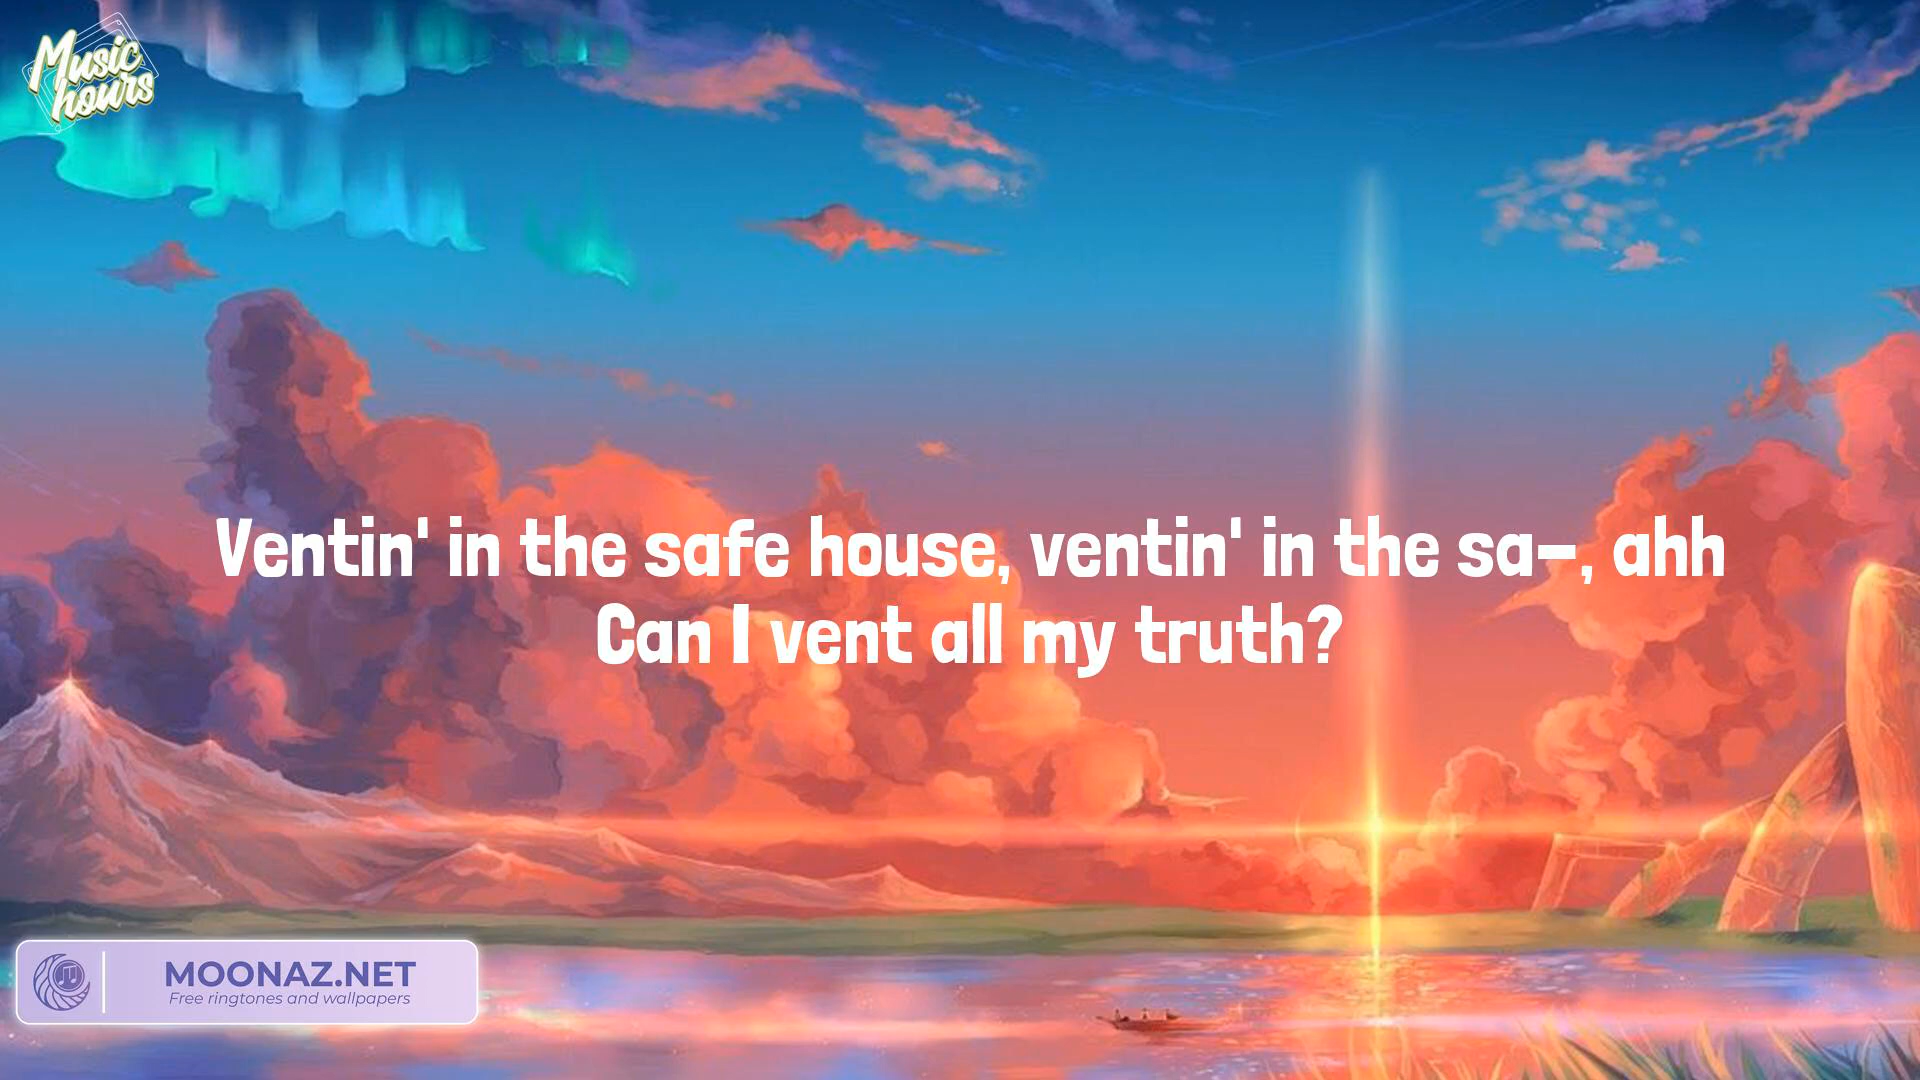 Music
hours
Ventin' in the safe house, ventin' in the sa-, ahh
Can I vent all my truth?
MOONAZ.NET
Free ringtones and wallpapers